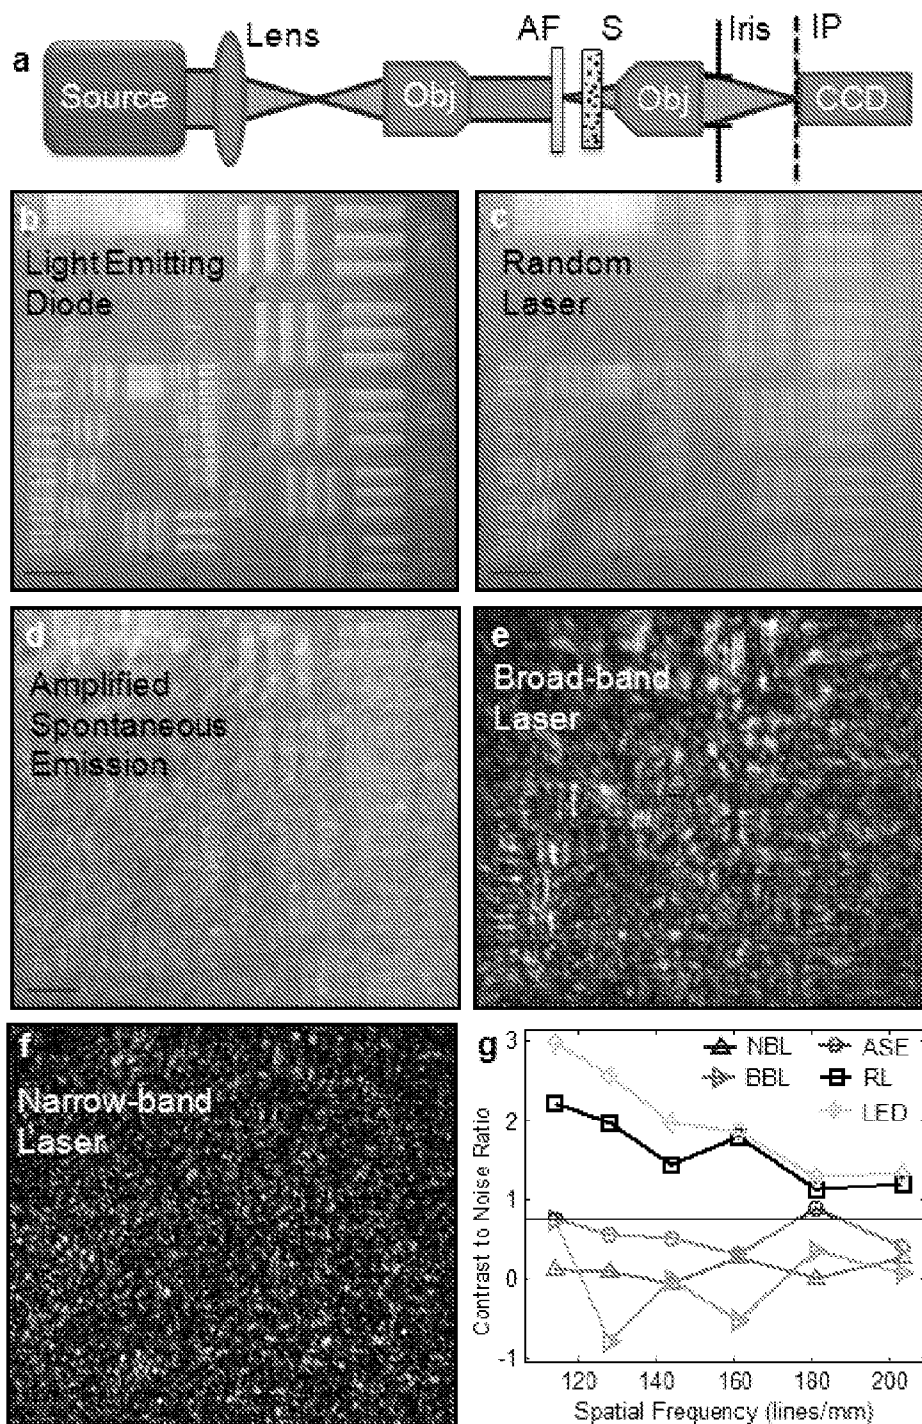 a
Source
Lens
Obj
AF
S
Obj
Iris
IP
CCD
b
Light Emitting
Diode
c
Random
Laser
d
Amplified
Spontaneous
Emission
e
Broad-band
Laser
f
Narrow-band
Laser
g
NBL
ASE
BBL
RL
LED
Contrast to Noise Ratio
3
2
1
0
-1
120
140
160
180
200
Spatial Frequency (lines/mm)